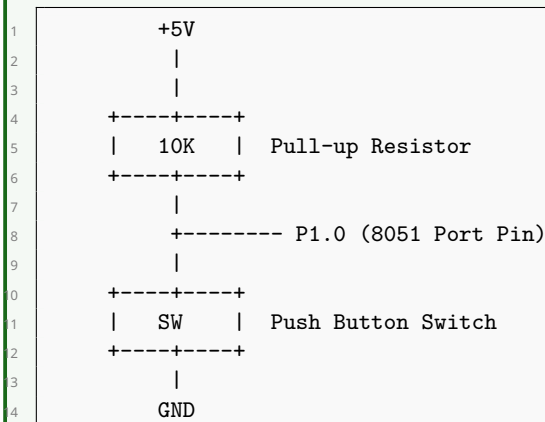 1 +5V
2 |
3 |
4 +----+----+
5 | 10K | Pull-up Resistor
6 +----+----+
7 |
8 +-------- P1.0 (8051 Port Pin)
9 |
10 +----+----+
11 | SW | Push Button Switch
12 +----+----+
13 |
14 GND